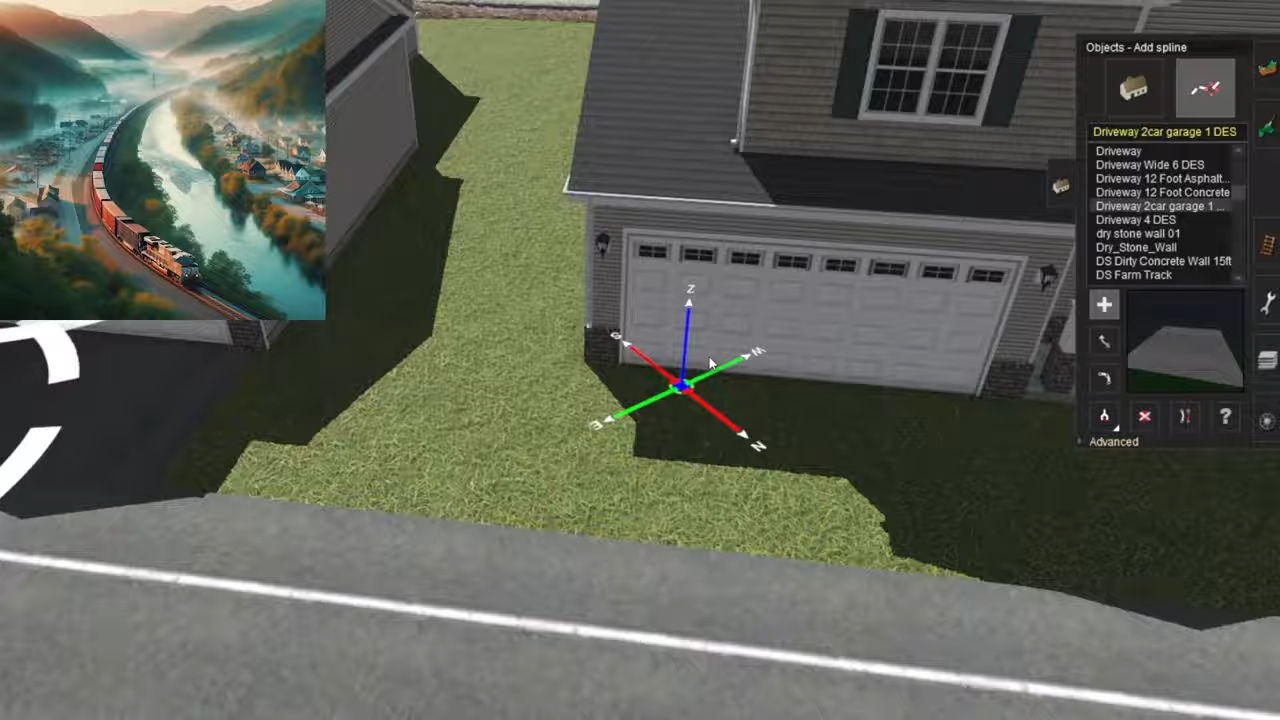 Objects - Add spline
Driveway 2car garage 1 DES
Driveway
Driveway Wide 6 DES
Driveway 12 Foot Asphalt...
Driveway 12 Foot Concrete
Driveway 2car garage 1 ...
Driveway 4 DES
dry stone wall 01
Dry_Stone_Wall
DS Dirty Concrete Wall 15ft
DS Farm Track
Advanced
Z
W
N